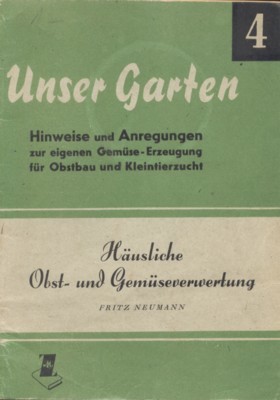 4
Unser Garten
Hinweise und Anregungen
zur eigenen Gemüse-Erzeugung
für Obstbau und Kleintierzucht
Häusliche
Obst- und Gemüseverwertung
FRITZ NEUMANN